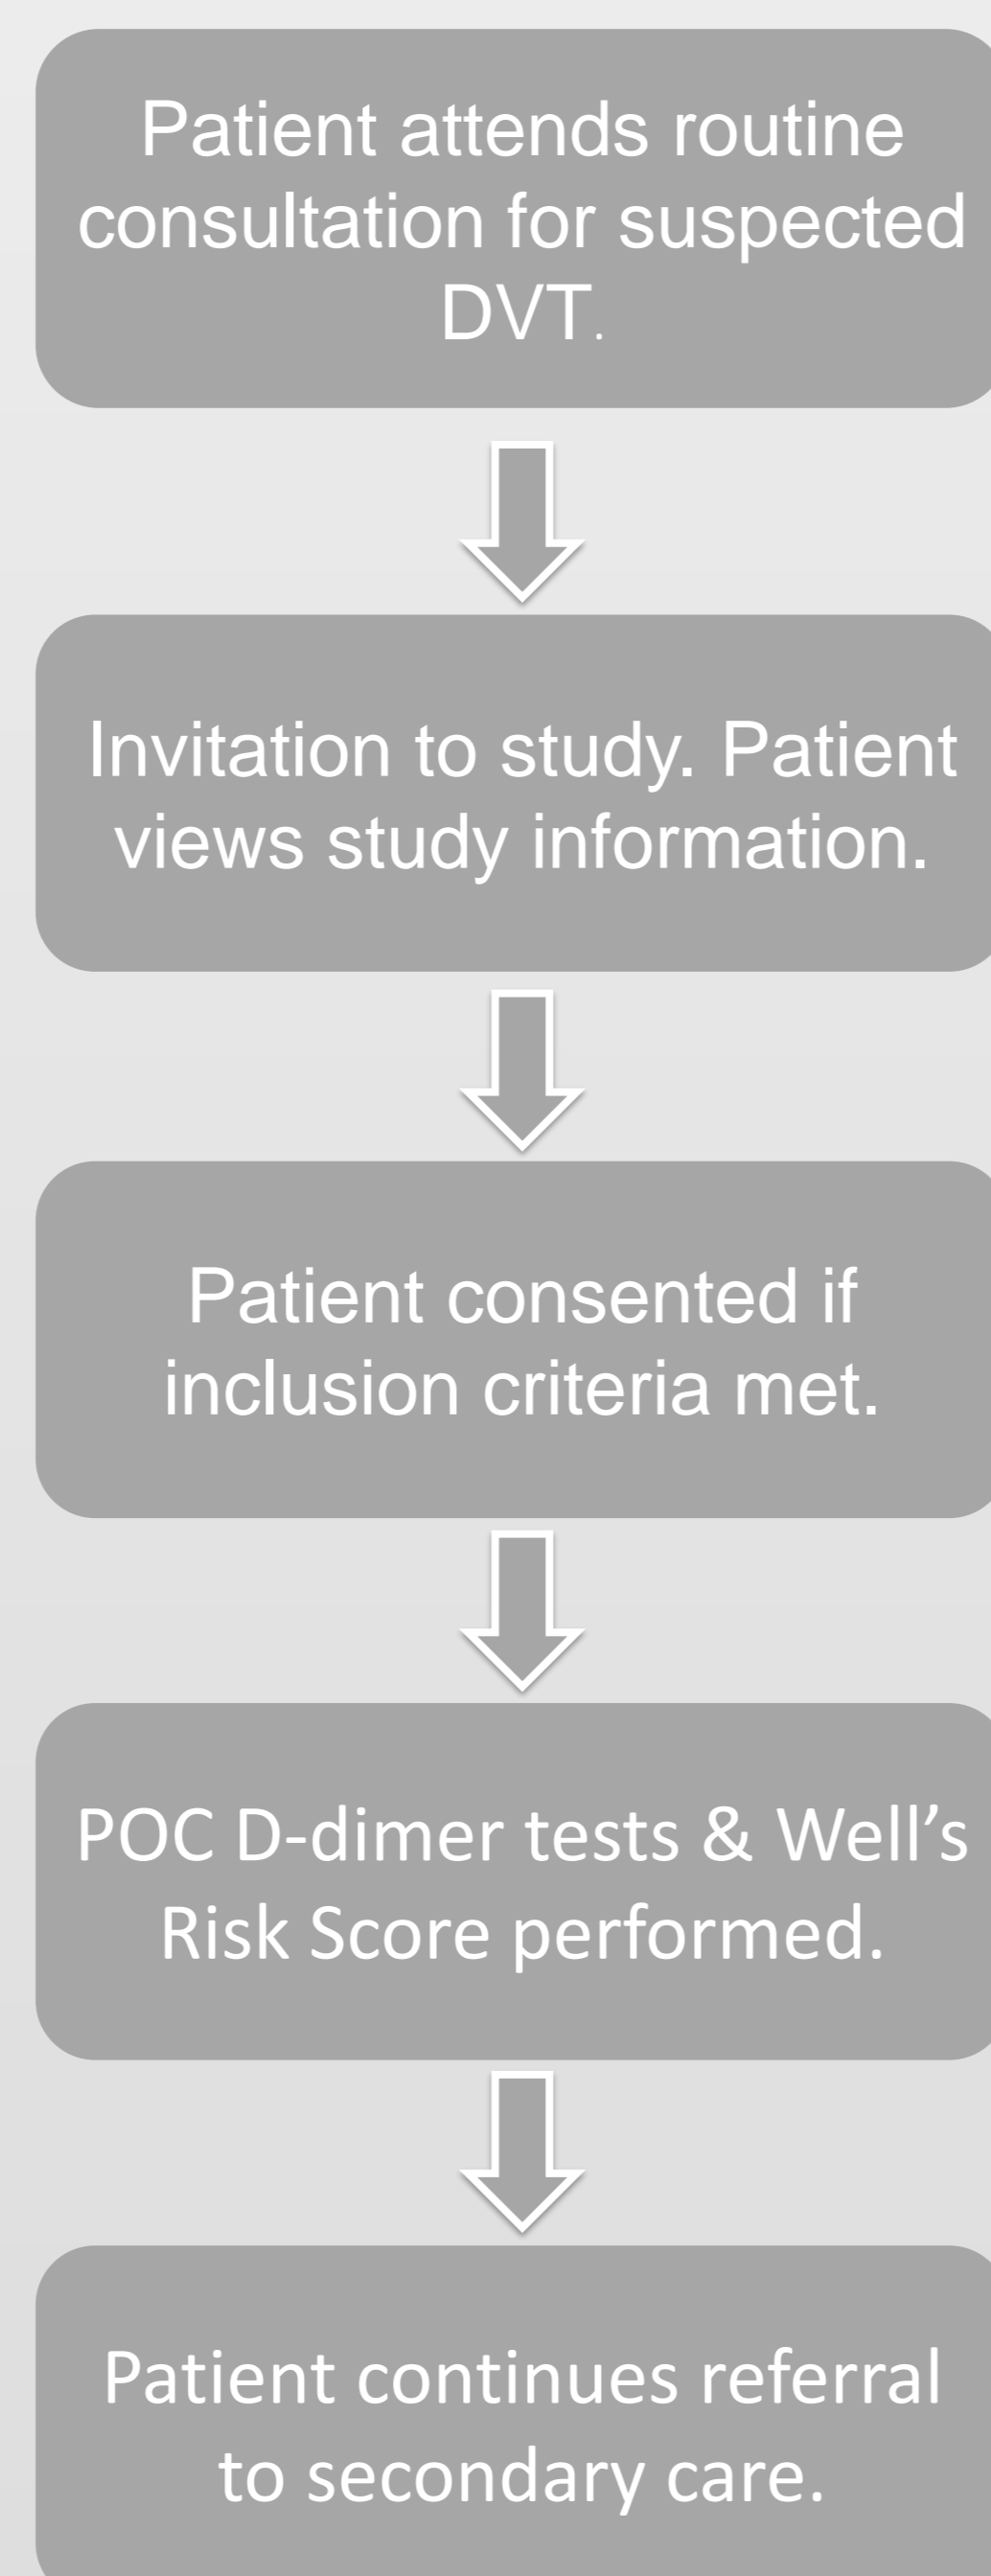 Patient attends routine
consultation for suspected
DVT.
Invitation to study. Patient
views study information.
Patient consented if
inclusion criteria met.
POC D-dimer tests & Well’s
Risk Score performed.
Patient continues referral
to secondary care.